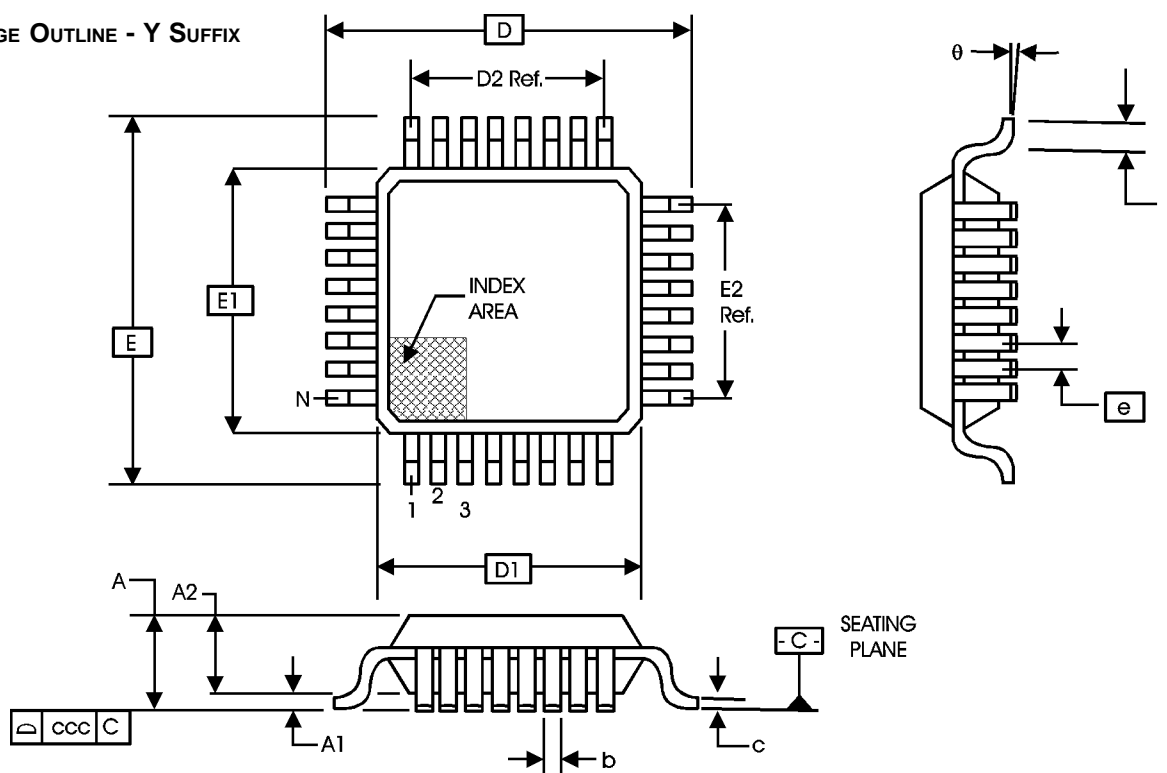 GE OUTLINE - Y SUFFIX
D
D2 Ref.
θ
E1
E
INDEX
AREA
E2
Ref.
N
e
1
2
3
D1
A
A2
- C -
SEATING
PLANE
ccc C
A1
b
c